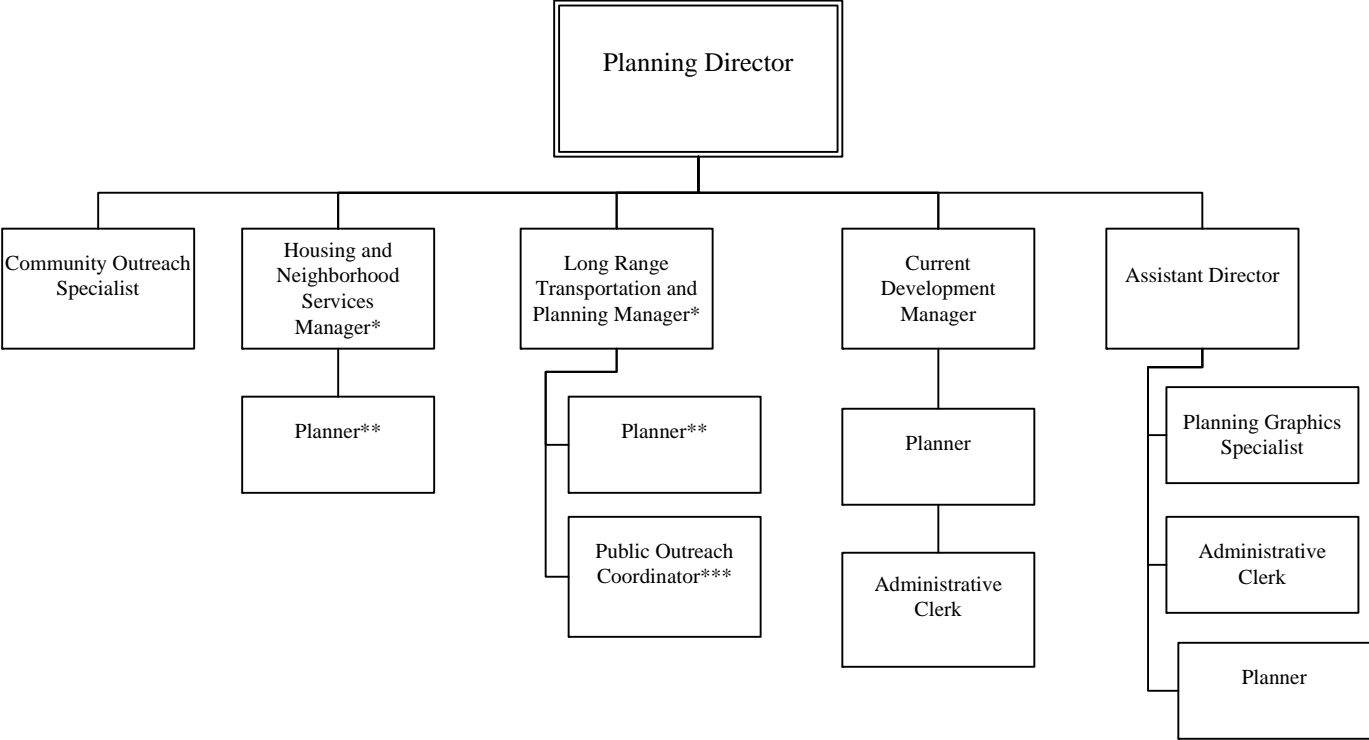 Planning Director
Community Outreach
Specialist
Housing and
Neighborhood
Services
Manager*
Long Range
Transportation and
Planning Manager*
Current
Development
Manager
Assistant Director
Planner**
Planner**
Public Outreach
Coordinator***
Planner
Administrative
Clerk
Planning Graphics
Specialist
Administrative
Clerk
Planner